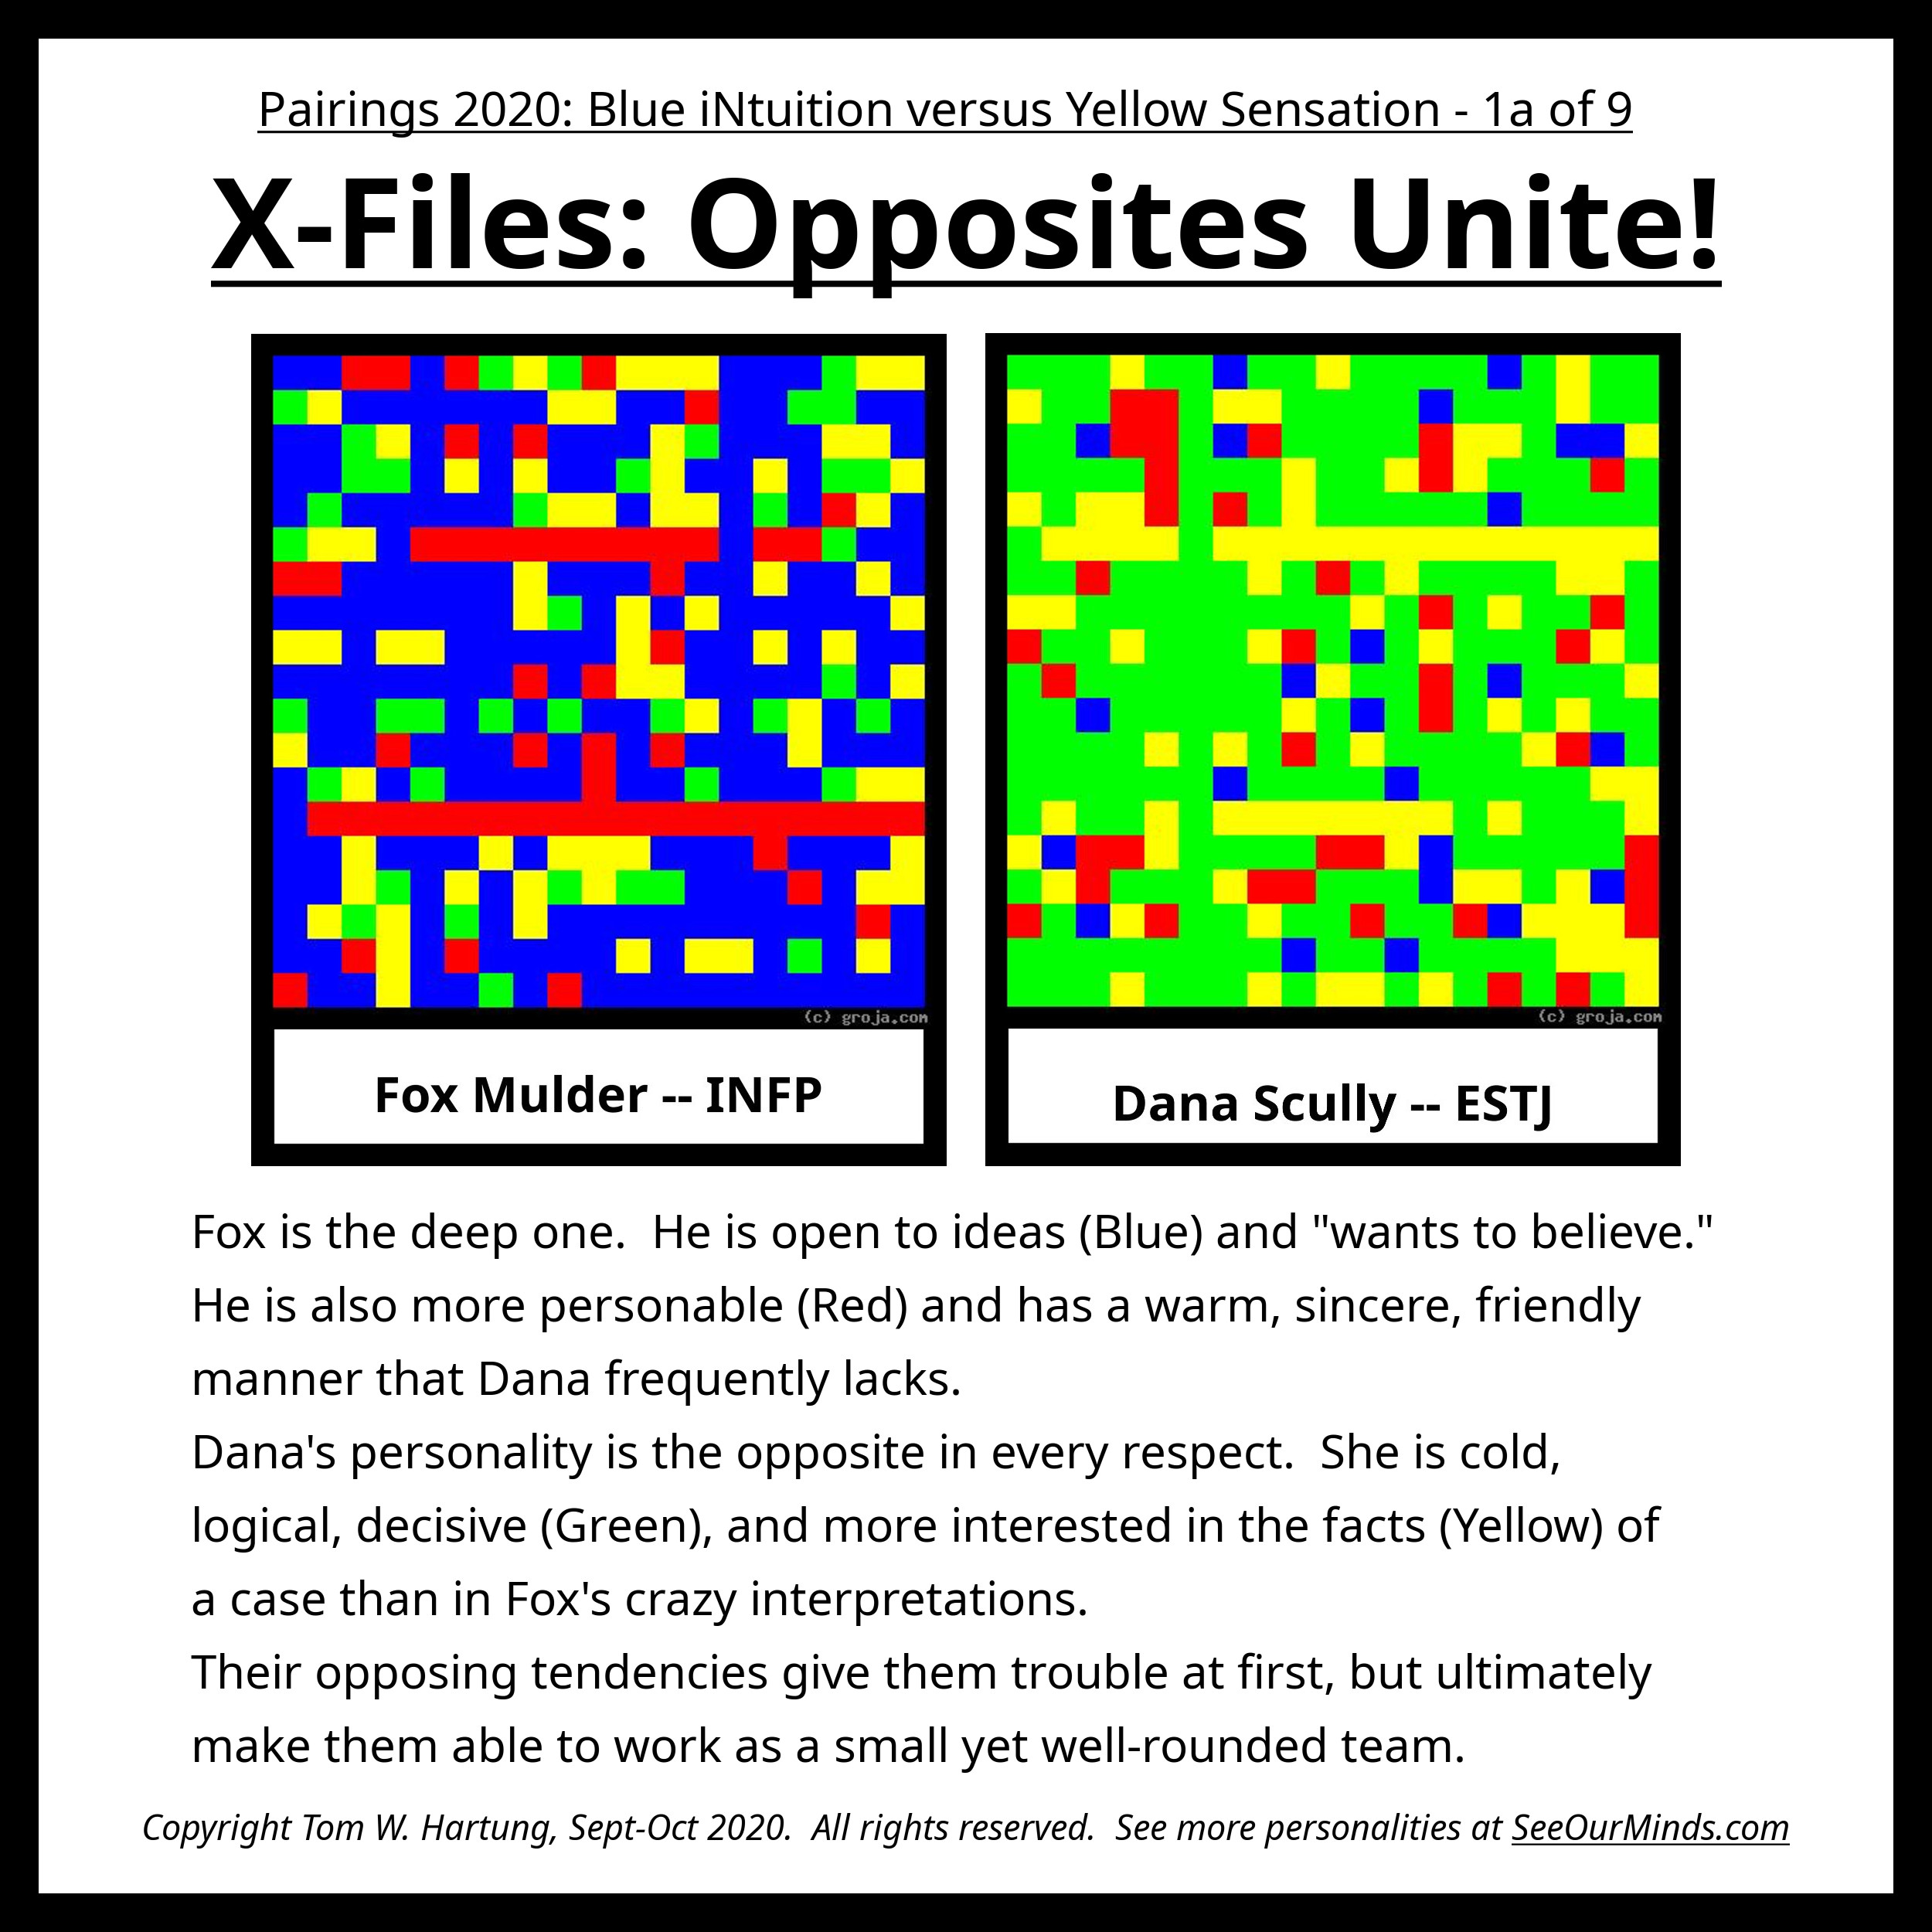 Pairings 2020: Blue iNtuition versus Yellow Sensation - 1a of 9
X-Files: Opposites Unite!
(c) groja.com
(c) groja.com
Fox Mulder -- INFP
Dana Scully -- ESTJ
Fox is the deep one.  He is open to ideas (Blue) and "wants to believe."
He is also more personable (Red) and has a warm, sincere, friendly
manner that Dana frequently lacks.
Dana's personality is the opposite in every respect.  She is cold,
logical, decisive (Green), and more interested in the facts (Yellow) of
a case than in Fox's crazy interpretations.
Their opposing tendencies give them trouble at first, but ultimately
make them able to work as a small yet well-rounded team.
Copyright Tom W. Hartung, Sept-Oct 2020.  All rights reserved.  See more personalities at SeeOurMinds.com